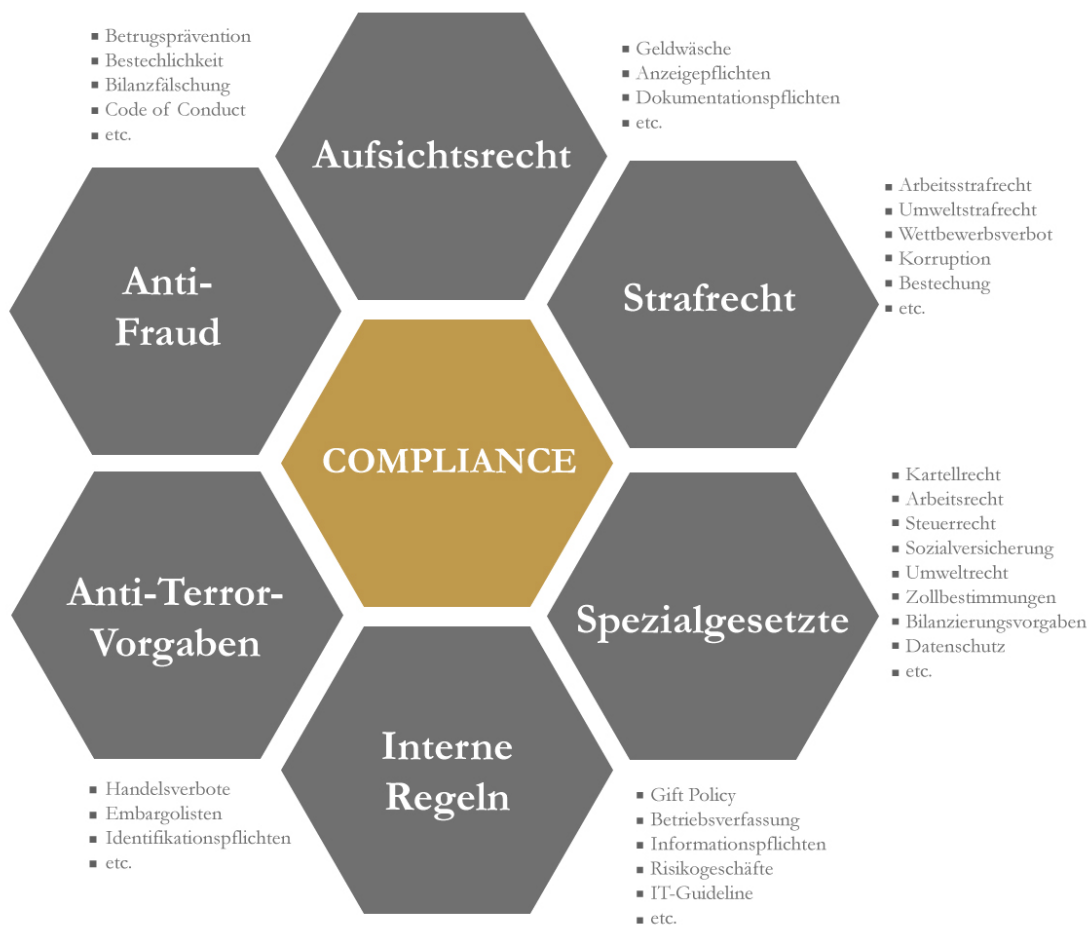 ■ Betrugsprävention
■ Bestechlichkeit
■ Bilanzfälschung
■ Code of Conduct
■ etc.
Aufsichtsrecht
■ Geldwäsche
■ Anzeigepflichten
■ Dokumentationspflichten
■ etc.
Anti-
Fraud
Strafrecht
■ Arbeitsstrafrecht
■ Umweltstrafrecht
■ Wettbewerbsverbot
■ Korruption
■ Bestechung
■ etc.
COMPLIANCE
Anti-Terror-
Vorgaben
■ Handelsverbote
■ Embargolisten
■ Identifikationspflichten
■ etc.
Spezialgesetzte
■ Kartellrecht
■ Arbeitsrecht
■ Steuerrecht
■ Sozialversicherung
■ Umweltrecht
■ Zollbestimmungen
■ Bilanzierungsvorgaben
■ Datenschutz
■ etc.
Interne
Regeln
■ Gift Policy
■ Betriebsverfassung
■ Informationspflichten
■ Risikogeschäfte
■ IT-Guideline
■ etc.